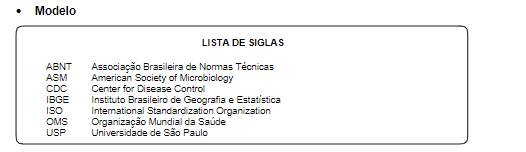 • Modelo
LISTA DE SIGLAS
ABNT Associação Brasileira de Normas Técnicas
ASM American Society of Microbiology
CDC Center for Disease Control
IBGE Instituto Brasileiro de Geografia e Estatística
ISO International Standardization Organization
OMS Organização Mundial da Saúde
USP Universidade de São Paulo